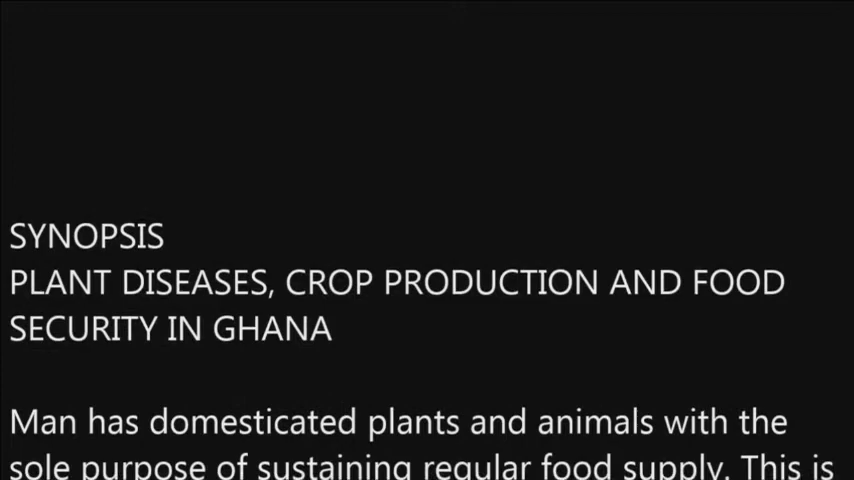 SYNOPSIS
PLANT DISEASES, CROP PRODUCTION AND FOOD
SECURITY IN GHANA
Man has domesticated plants and animals with the
sole purpose of sustaining regular food supply. This is